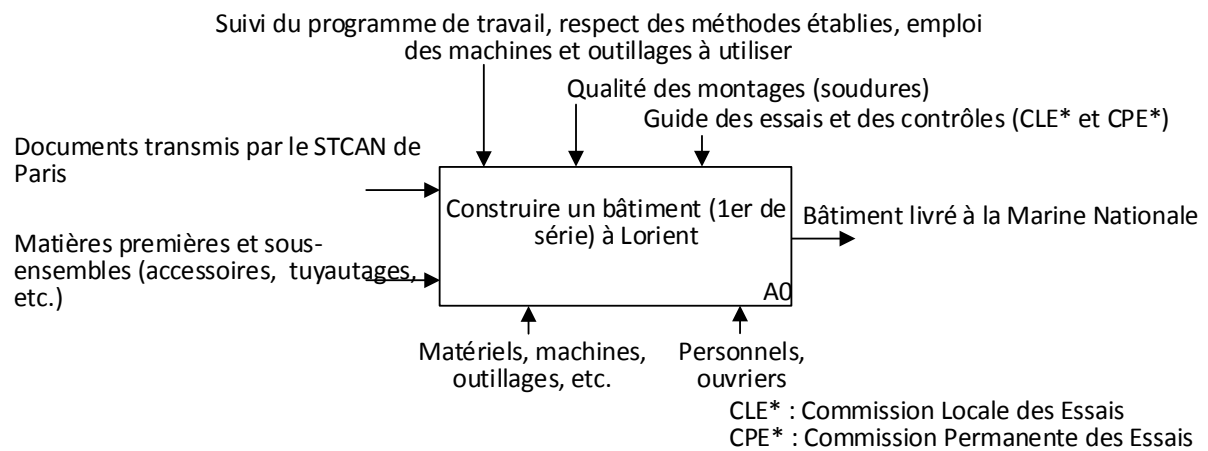 Suivi du programme de travail, respect des méthodes établies, emploi
des machines et outillages à utiliser
Qualité des montages (soudures)
Guide des essais et des contrôles (CLE* et CPE*)
Documents transmis par le STCAN de
Paris
Construire un bâtiment (1er de
série) à Lorient
Bâtiment livré à la Marine Nationale
Matières premières et sous-
ensembles (accessoires, tuyautages,
etc.)
A0
Matériels, machines,
outillages, etc.
Personnels,
ouvriers
CLE* : Commission Locale des Essais
CPE* : Commission Permanente des Essais